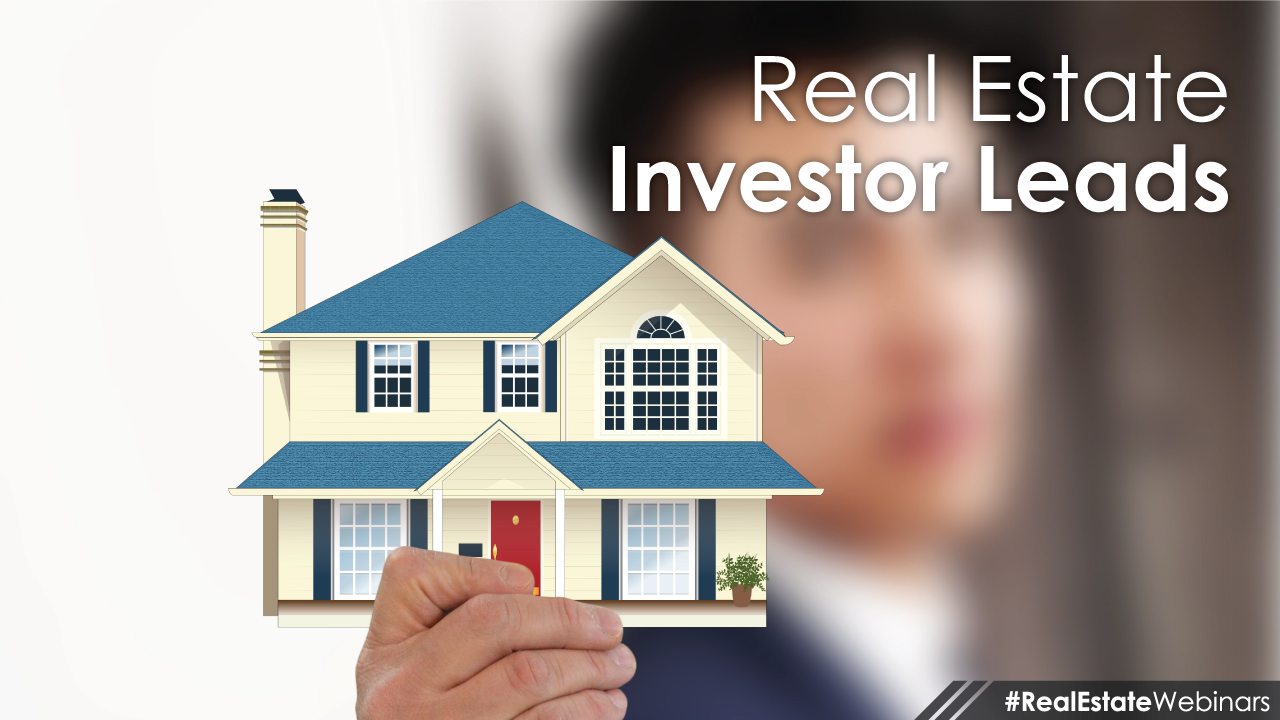 Real Estate
Investor Leads
#RealEstateWebinars